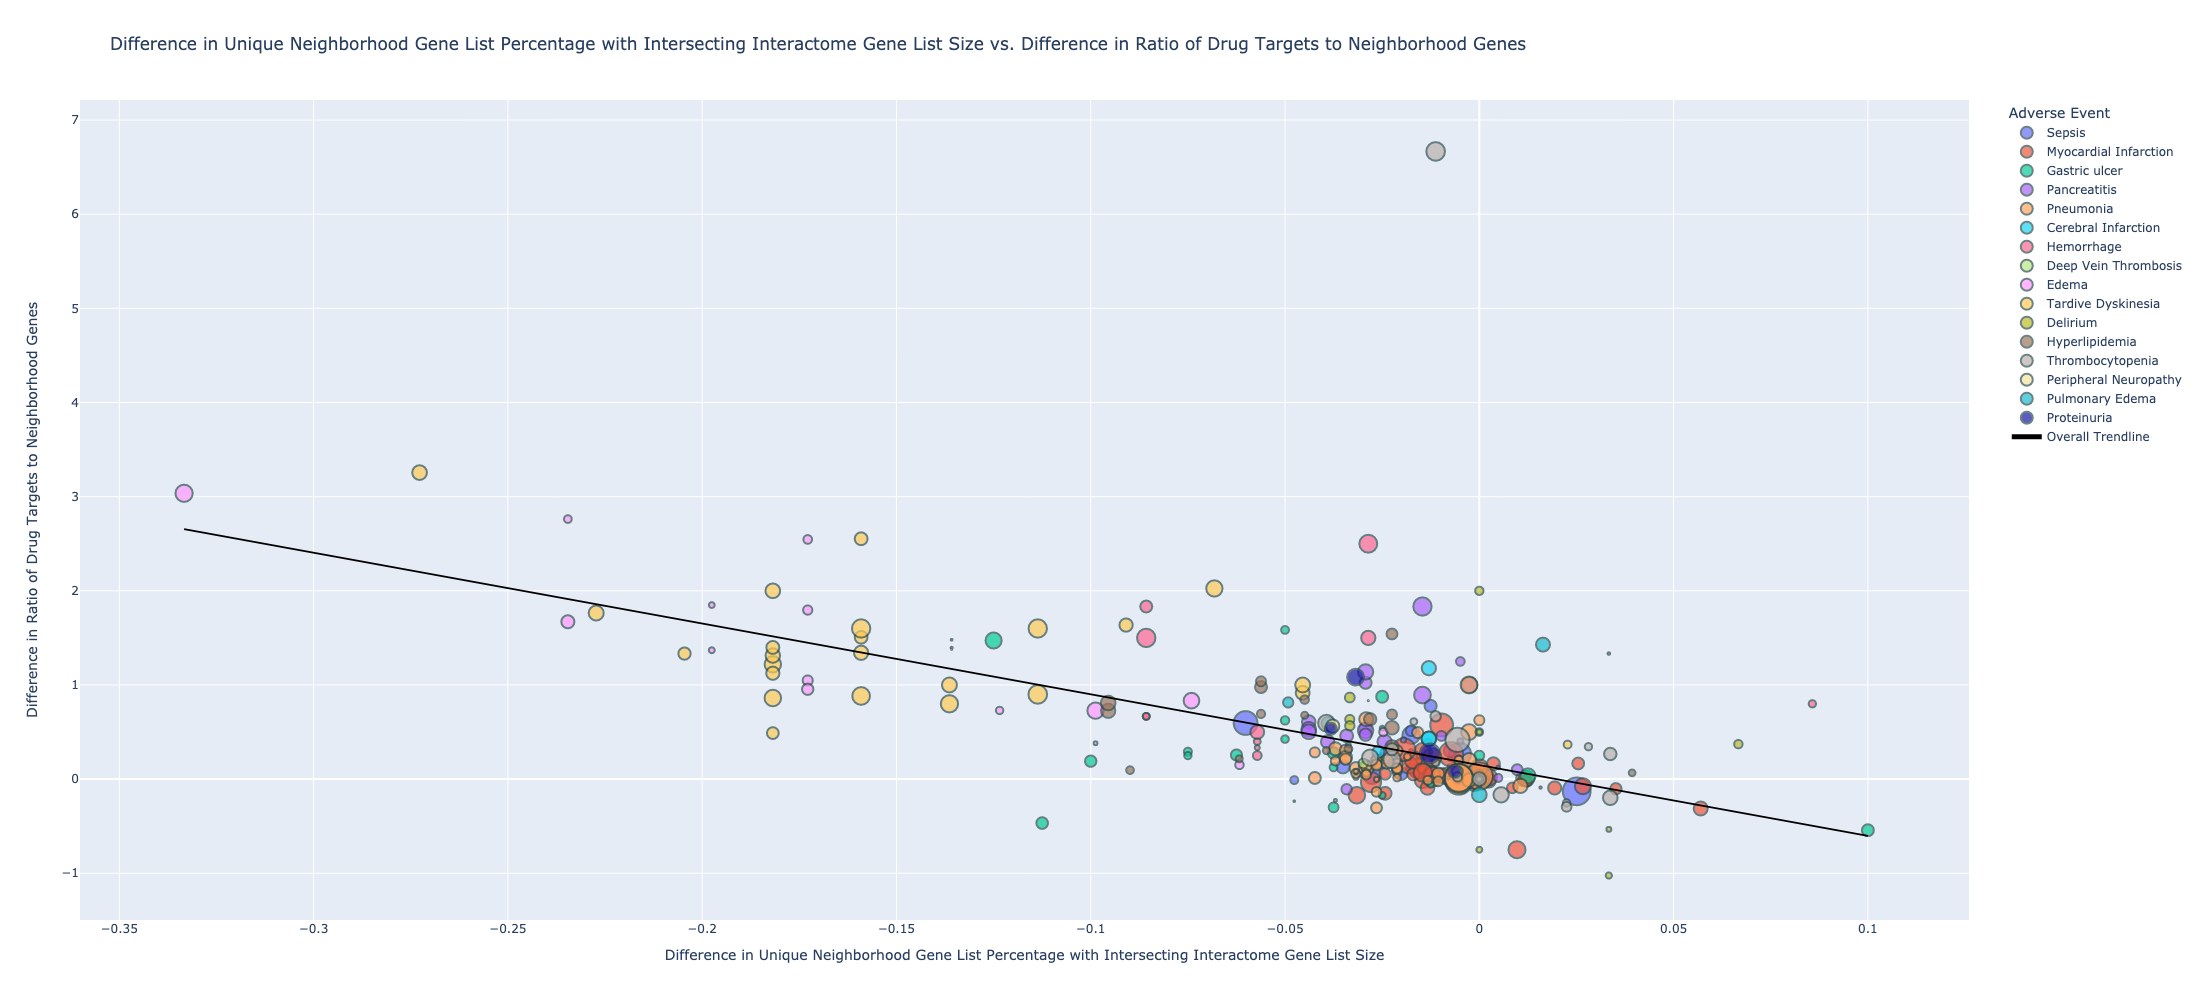 Difference in Unique Neighborhood Gene List Percentage with Intersecting Interactome Gene List Size vs. Difference in Ratio of Drug Targets to Neighborhood Genes
Difference in Ratio of Drug Targets to Neighborhood Genes
7
6
5
4
3
2
1
0
−1
−0.35
−0.3
−0.25
−0.2
−0.15
−0.1
−0.05
0
0.05
0.1
Difference in Unique Neighborhood Gene List Percentage with Intersecting Interactome Gene List Size
Adverse Event
Sepsis
Myocardial Infarction
Gastric ulcer
Pancreatitis
Pneumonia
Cerebral Infarction
Hemorrhage
Deep Vein Thrombosis
Edema
Tardive Dyskinesia
Delirium
Hyperlipidemia
Thrombocytopenia
Peripheral Neuropathy
Pulmonary Edema
Proteinuria
Overall Trendline